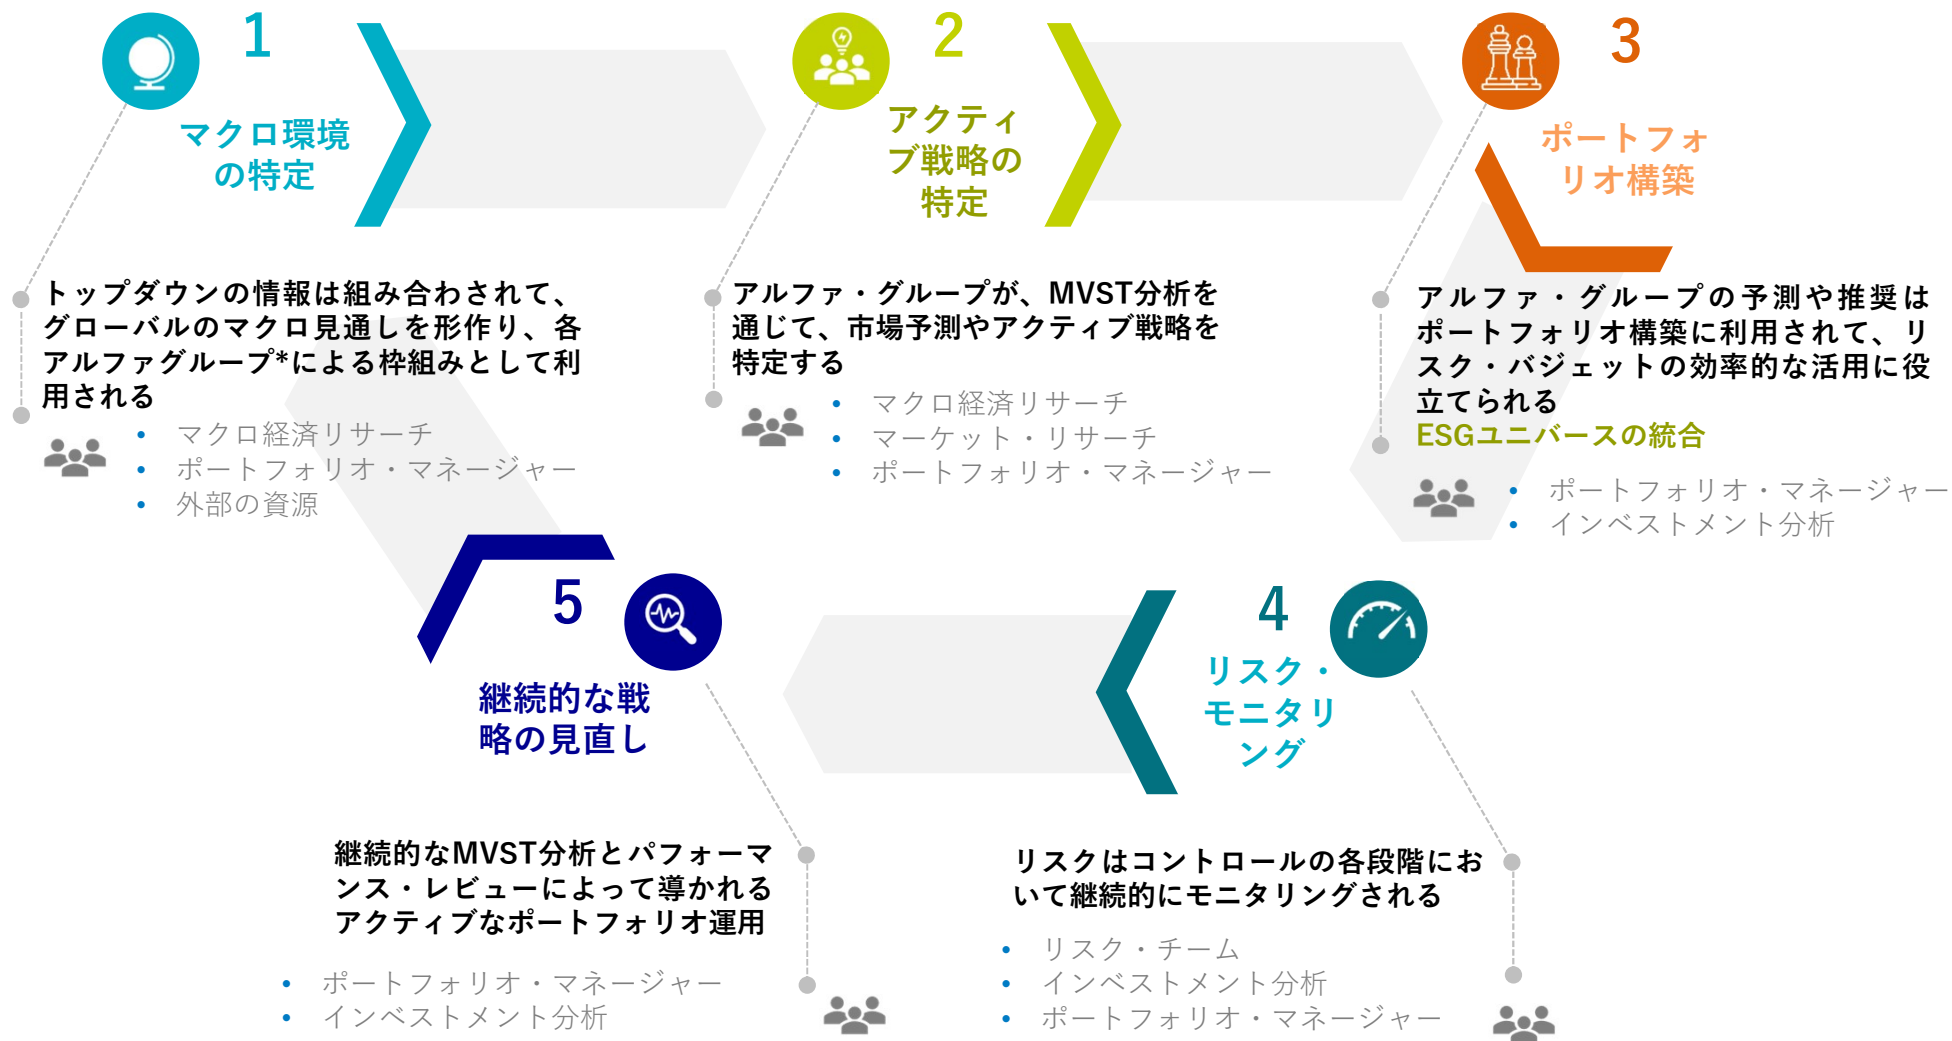 1
マクロ環境
の特定
トップダウンの情報は組み合わされて、
グローバルのマクロ見通しを形作り、各
アルファグループ*による枠組みとして利
用される
• マクロ経済リサーチ
• ポートフォリオ・マネージャー
• 外部の資源
2
アクティ
ブ戦略の
特定
アルファ・グループが、MVST分析を
通じて、市場予測やアクティブ戦略を
特定する
• マクロ経済リサーチ
• マーケット・リサーチ
• ポートフォリオ・マネージャー
3
ポートフォ
リオ構築
アルファ・グループの予測や推奨は
ポートフォリオ構築に利用されて、リ
スク・バジェットの効率的な活用に役
立てられる
ESGユニバースの統合
• ポートフォリオ・マネージャー
• インベストメント分析
4
リスク・
モニタリ
ング
リスクはコントロールの各段階にお
いて継続的にモニタリングされる
• リスク・チーム
• インベストメント分析
• ポートフォリオ・マネージャー
5
継続的な戦
略の見直し
継続的なMVST分析とパフォーマ
ンス・レビューによって導かれる
アクティブなポートフォリオ運用
• ポートフォリオ・マネージャー
• インベストメント分析